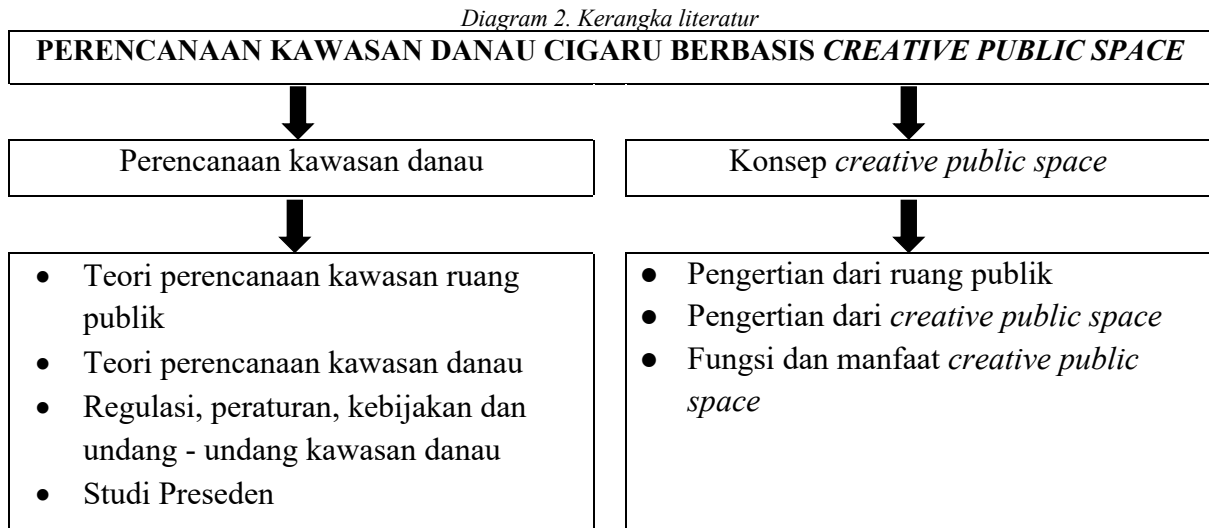 Diagram 2. Kerangka literatur
PERENCANAAN KAWASAN DANAU CIGARU BERBASIS CREATIVE PUBLIC SPACE
Perencanaan kawasan danau
• Teori perencanaan kawasan ruang
publik
• Teori perencanaan kawasan danau
• Regulasi, peraturan, kebijakan dan
undang - undang kawasan danau
• Studi Preseden
Konsep creative public space
● Pengertian dari ruang publik
● Pengertian dari creative public space
● Fungsi dan manfaat creative public
space